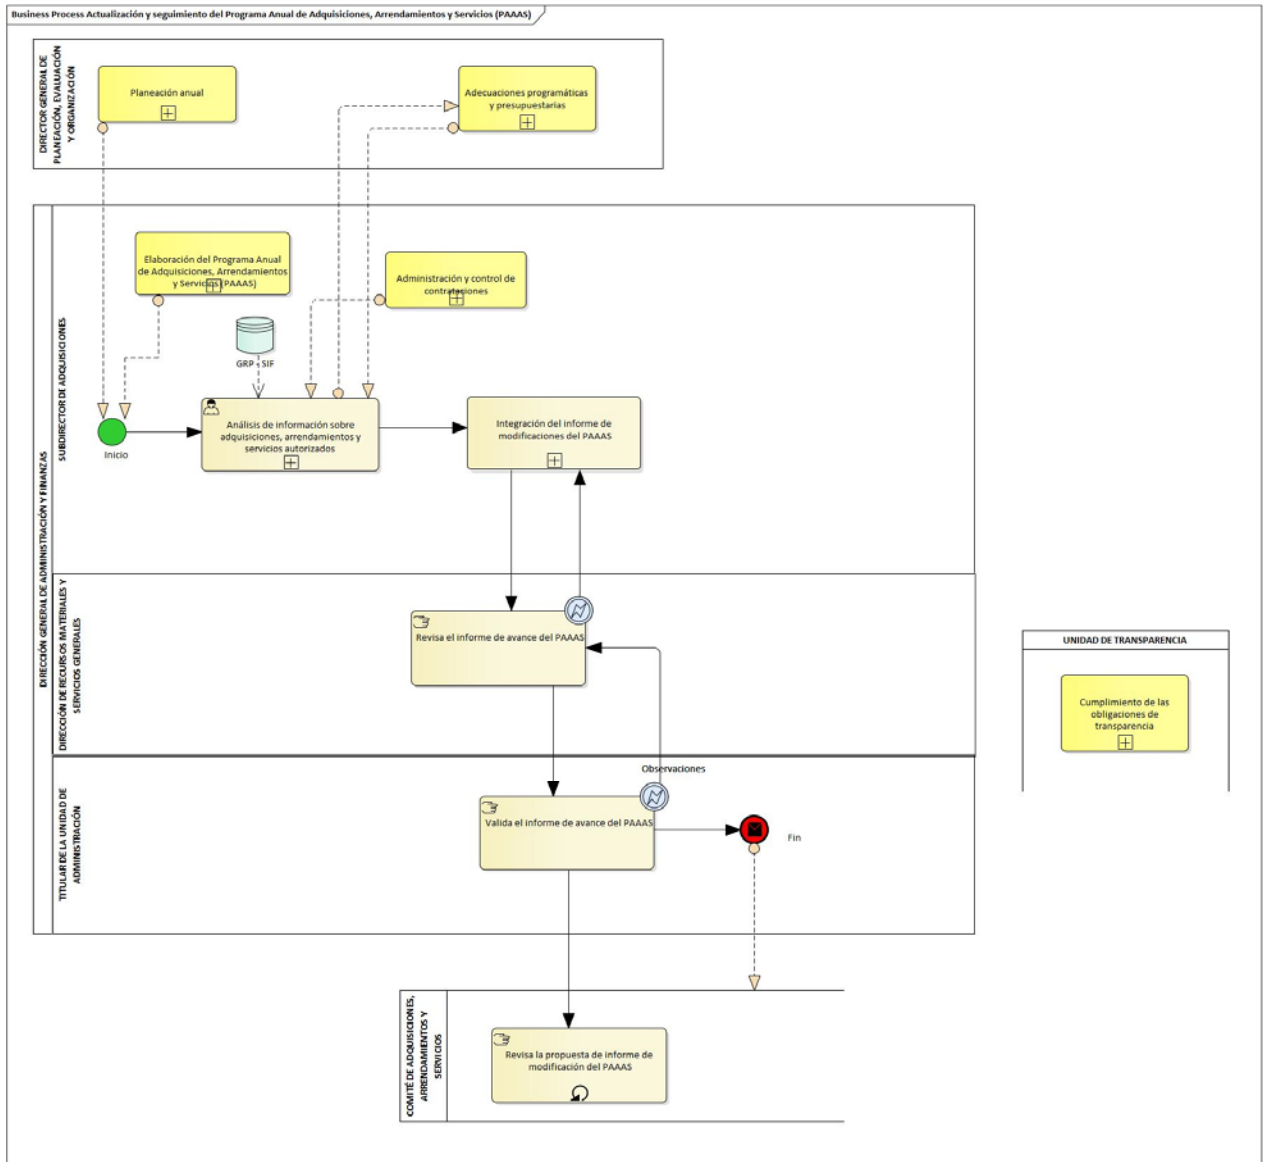 Business Process Actualización y seguimiento del Programa Anual de Adquisiciones, Arrendamientos y Servicios (PAAAS)
DIRECTOR GENERAL DE
PLANEACIÓN, EVALUACIÓN
Y ORGANIZACIÓN
Planeación anual
Adecuaciones programáticas
y presupuestarias
DIRECCIÓN GENERAL DE ADMINISTRACIÓN Y FINANZAS
SUBDIRECTOR DE ADQUISICIONES
Elaboración del Programa Anual
de Adquisiciones, Arrendamientos
y Servicios (PAAAS)
Administración y control de
contrataciones
GRP - SIF
Inicio
Análisis de información sobre
adquisiciones, arrendamientos y
servicios autorizados
Integración del informe de
modificaciones del PAAAS
DIRECCIÓN DE RECURSOS MATERIALES Y
SERVICIOS GENERALES
Revisa el informe de avance del PAAAS
UNIDAD DE TRANSPARENCIA
Cumplimiento de las
obligaciones de
transparencia
TITULAR DE LA UNIDAD DE
ADMINISTRACIÓN
Observaciones
Valida el informe de avance del PAAAS
Fin
COMITÉ DE ADQUISICIONES,
ARRENDAMIENTOS Y
SERVICIOS
Revisa la propuesta de informe de
modificación del PAAAS